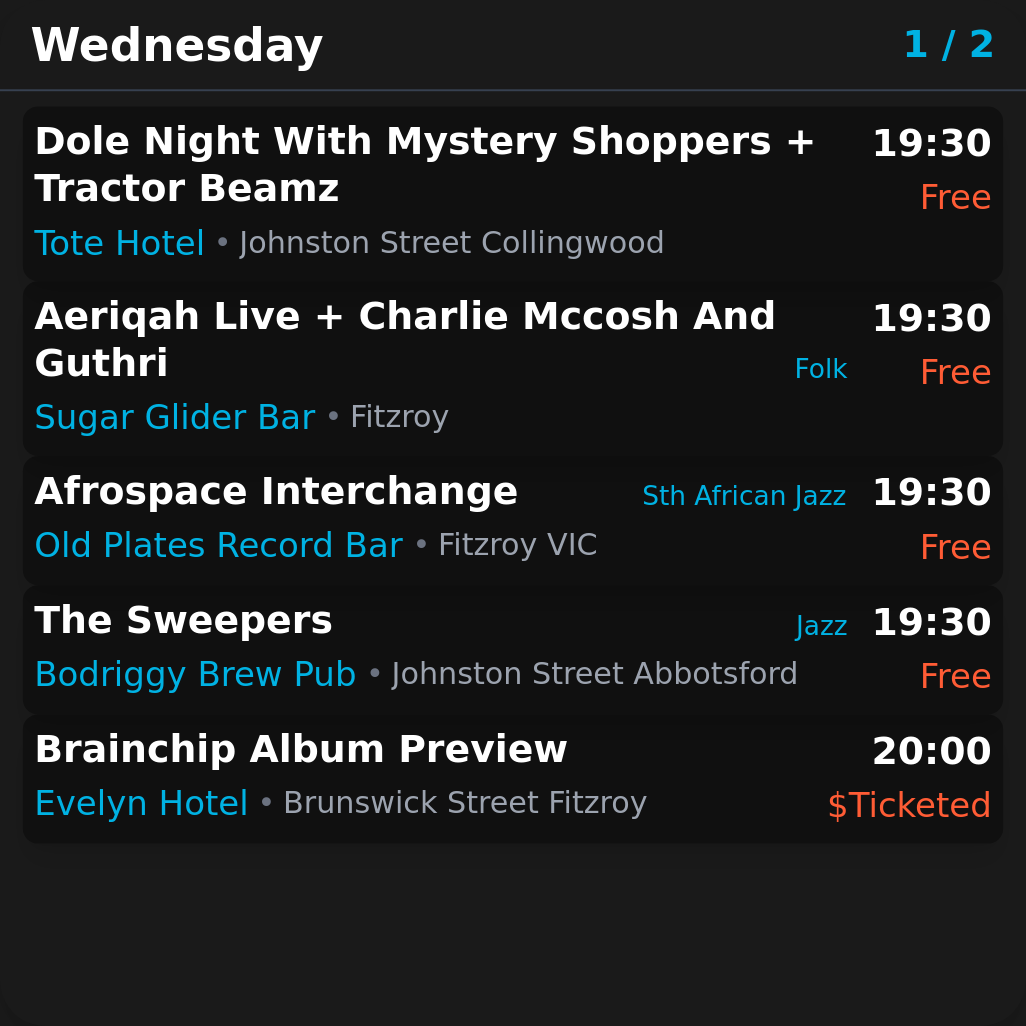 Wednesday 1 / 2
Dole Night With Mystery Shoppers + 19:30
Tractor Beamz Free
Tote Hotel • Johnston Street Collingwood
Aeriqah Live + Charlie Mccosh And 19:30
Guthri Folk Free
Sugar Glider Bar • Fitzroy
Afrospace Interchange Sth African Jazz 19:30
Old Plates Record Bar • Fitzroy VIC Free
The Sweepers Jazz 19:30
Bodriggy Brew Pub • Johnston Street Abbotsford Free
Brainchip Album Preview 20:00
Evelyn Hotel • Brunswick Street Fitzroy $Ticketed